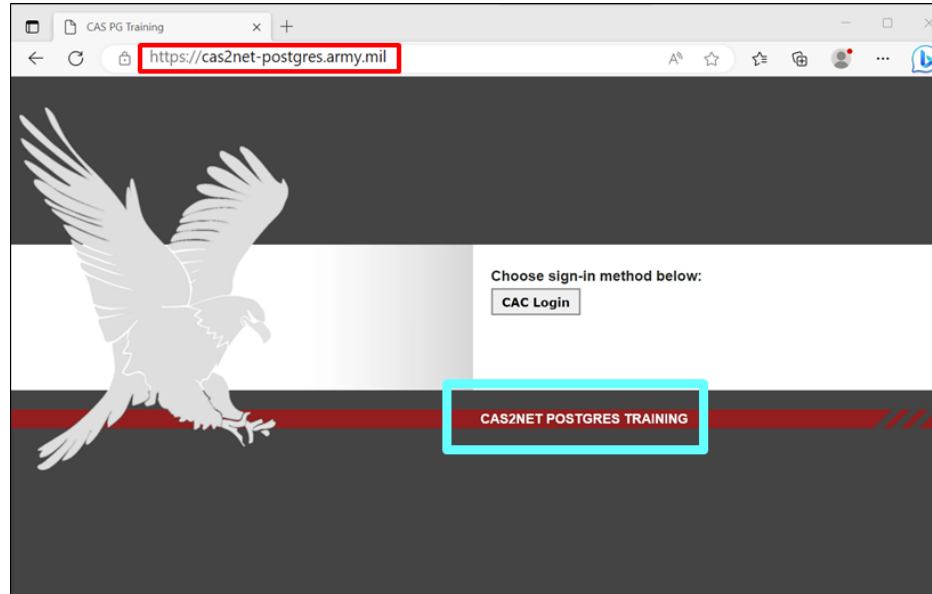 CAS PG Training
https://cas2net-postgres.army.mil
Choose sign-in method below:
CAC Login
CAS2NET POSTGRES TRAINING